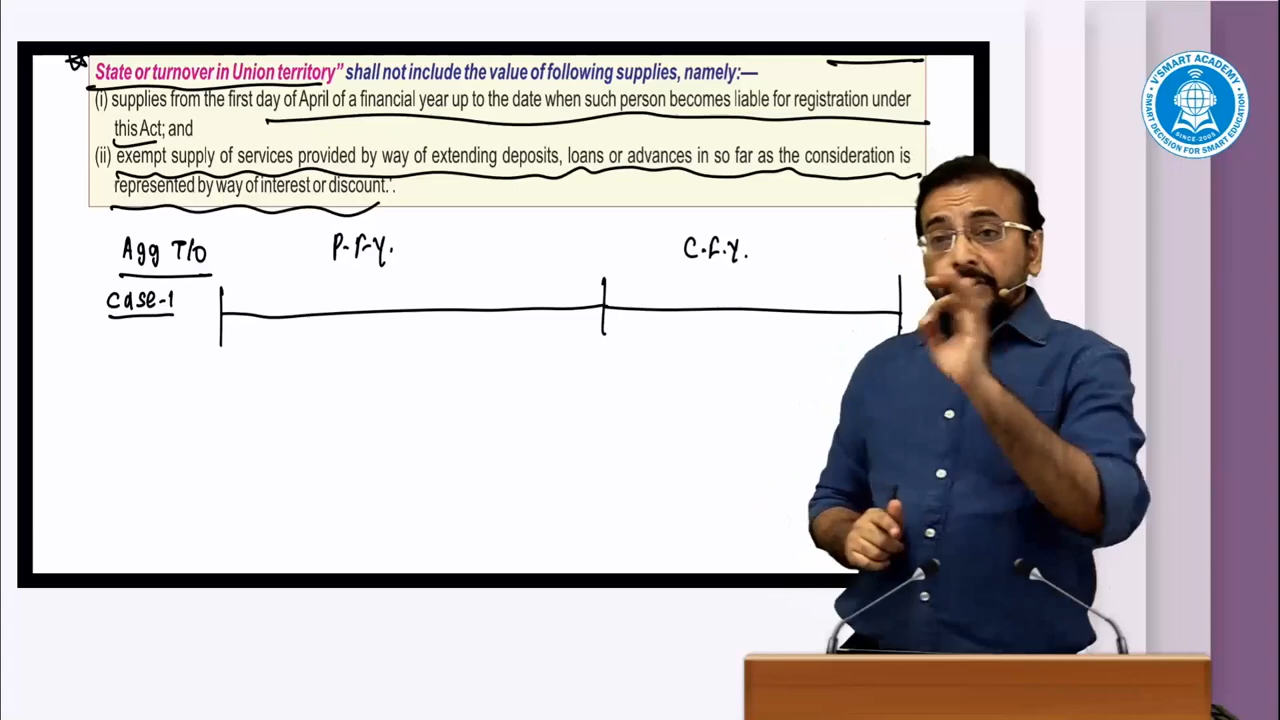 State or turnover in Union territory” shall not include the value of following supplies, namely:—
(i) supplies from the first day of April of a financial year up to the date when such person becomes liable for registration under
this Act; and
(ii) exempt supply of services provided by way of extending deposits, loans or advances in so far as the consideration is
represented by way of interest or discount.'.
Agg T/O P.F.Y. C.F.Y.
Case-1
V'SMART ACADEMY
SINCE-2005
SMART DECISION FOR SMART EDUCATION